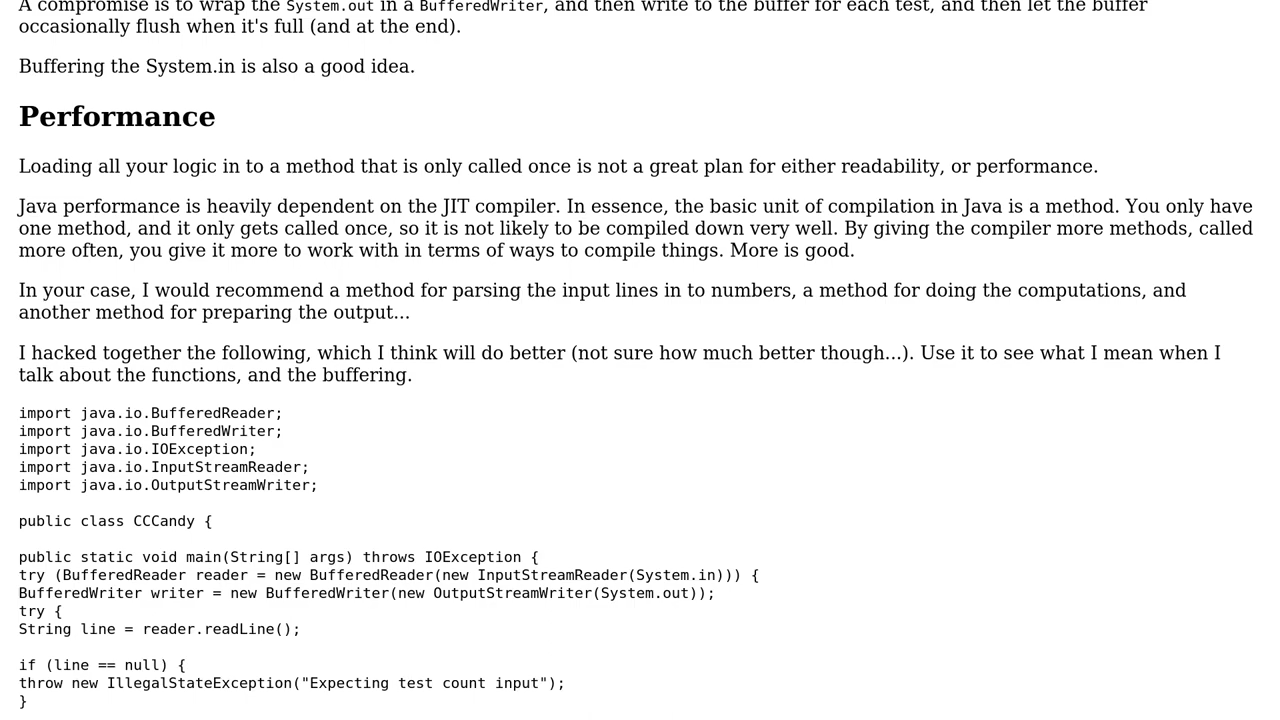 A compromise is to wrap the System.out in a BufferedWriter, and then write to the buffer for each test, and then let the buffer
occasionally flush when it's full (and at the end).
Buffering the System.in is also a good idea.
Performance
Loading all your logic in to a method that is only called once is not a great plan for either readability, or performance.
Java performance is heavily dependent on the JIT compiler. In essence, the basic unit of compilation in Java is a method. You only have
one method, and it only gets called once, so it is not likely to be compiled down very well. By giving the compiler more methods, called
more often, you give it more to work with in terms of ways to compile things. More is good.
In your case, I would recommend a method for parsing the input lines in to numbers, a method for doing the computations, and
another method for preparing the output...
I hacked together the following, which I think will do better (not sure how much better though...). Use it to see what I mean when I
talk about the functions, and the buffering.
import java.io.BufferedReader;
import java.io.BufferedWriter;
import java.io.IOException;
import java.io.InputStreamReader;
import java.io.OutputStreamWriter;
public class CCCandy {
public static void main(String[] args) throws IOException {
try (BufferedReader reader = new BufferedReader(new InputStreamReader(System.in))) {
BufferedWriter writer = new BufferedWriter(new OutputStreamWriter(System.out));
try {
String line = reader.readLine();
if (line == null) {
throw new IllegalStateException("Expecting test count input");
}